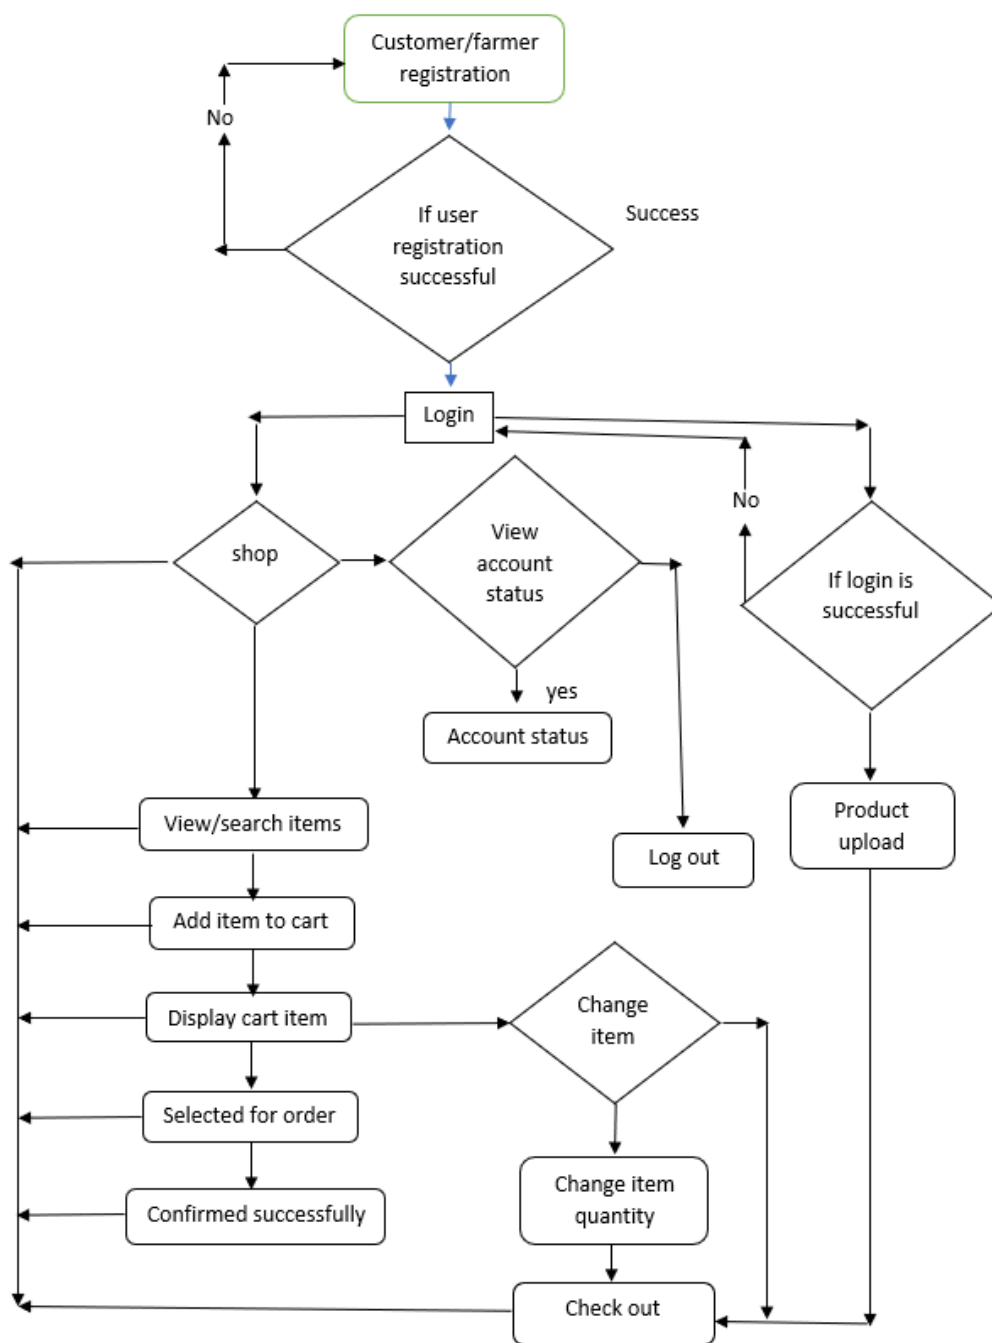 Customer/farmer
registration
No
If user
registration
successful
Success
Login
shop
View
account
status
No
If login is
successful
yes
Account status
View/search items
Product
upload
Log out
Add item to cart
Display cart item
Change
item
Selected for order
Change item
quantity
Confirmed successfully
Check out